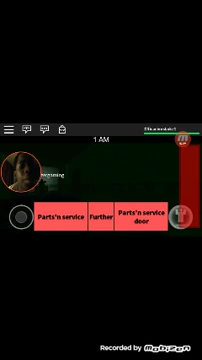 1 AM
Parts'n service
Further
Parts'n service
door
Recorded by Mobizen